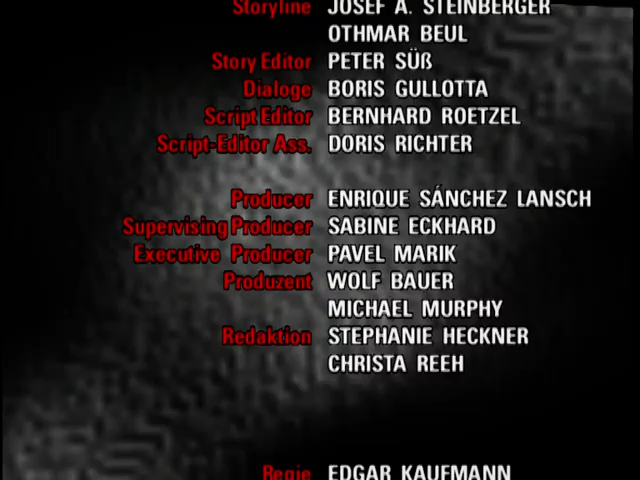 Storyline JOSEF A. STEINBERGER
OTHMAR BEUL
Story Editor PETER SÜß
Dialoge BORIS GULLOTTA
Script Editor BERNHARD ROETZEL
Script-Editor Ass. DORIS RICHTER
Producer ENRIQUE SÁNCHEZ LANSCH
Supervising Producer SABINE ECKHARD
Executive Producer PAVEL MARIK
Produzent WOLF BAUER
MICHAEL MURPHY
Redaktion STEPHANIE HECKNER
CHRISTA REEH
Regie EDGAR KAUFMANN